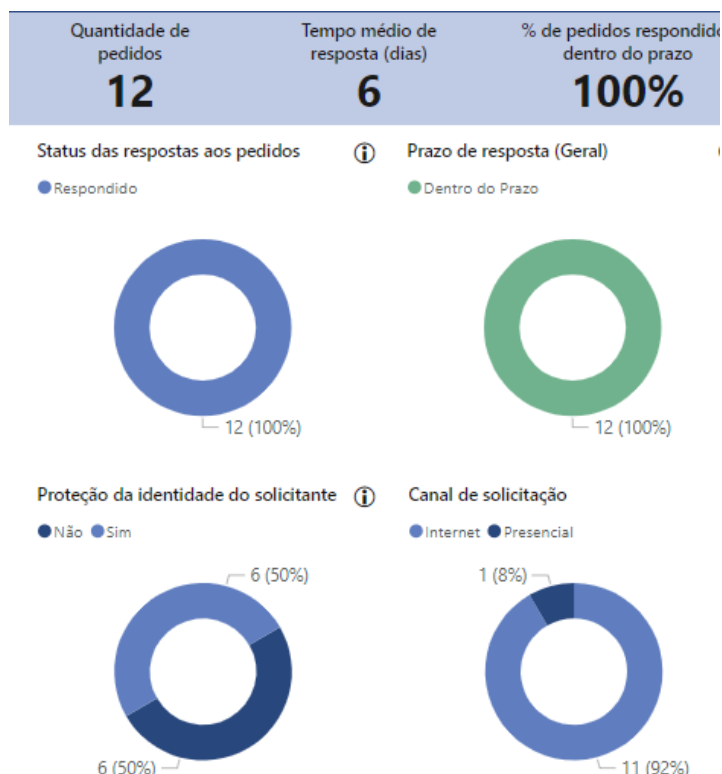 Quantidade de
pedidos
12
Tempo médio de
resposta (dias)
6
% de pedidos respondido
dentro do prazo
100%
Status das respostas aos pedidos
Respondido
12 (100%)
Prazo de resposta (Geral)
Dentro do Prazo
12 (100%)
Proteção da identidade do solicitante
Não Sim
6 (50%)
6 (50%)
Canal de solicitação
Internet Presencial
1 (8%)
11 (92%)